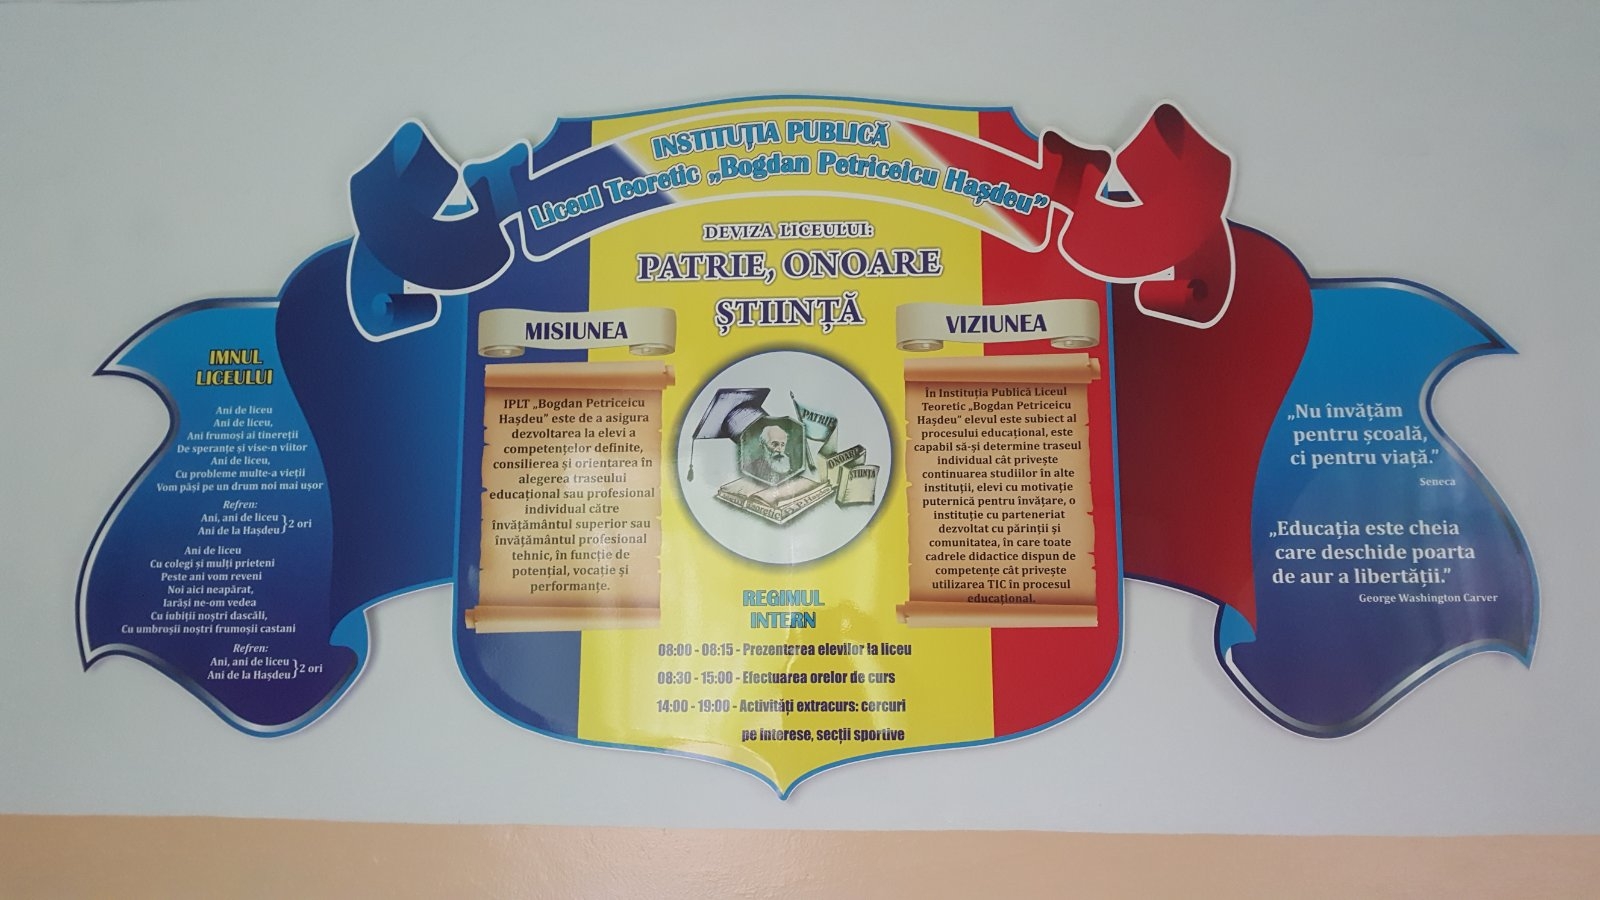 INSTITUȚIA PUBLICĂ
Liceul Teoretic „Bogdan Petriceicu Hașdeu”
DEVIZA LICEULUI:
PATRIE, ONOARE
ȘTIINȚĂ
IMNUL
LICEULUI
Ani de liceu
Ani de liceu,
Ani frumoși ai tinereții
De speranțe și vise-n viitor
Ani de liceu,
Cu probleme multe-a vieții
Vom păși pe un drum noi mai ușor
Refren:
Ani, ani de liceu
Ani de la Hașdeu
}2 ori
Ani de liceu
Cu colegi și mulți prieteni
Peste ani vom reveni
Noi aici neapărat,
Iarăși ne-om vedea
Cu iubiții noștri dascăli,
Cu umbroșii noștri frumoșii castani
Refren:
Ani, ani de liceu
Ani de la Hașdeu
}2 ori
MISIUNEA
IPLT „Bogdan Petriceicu
Hașdeu” este de a asigura
dezvoltarea la elevi a
competențelor definite,
consilierea și orientarea în
alegerea traseului
educațional sau profesional
individual către
învățământul superior sau
învățământul profesional
tehnic, în funcție de
potențial, vocație și
performanțe.
PATRIE
ONOARE
ȘTIINȚĂ
Teoretic
VIZIUNEA
În Instituția Publică Liceul
Teoretic „Bogdan Petriceicu
Hașdeu” elevul este subiect al
procesului educațional, este
capabil să-și determine traseul
individual cât privește
continuarea studiilor în alte
instituții, elevi cu motivație
puternică pentru învățare, o
instituție cu parteneriat
dezvoltat cu părinții și
comunitatea, în care toate
cadrele didactice dispun de
competențe cât privește
utilizarea TIC în procesul
educațional.
REGIMUL
INTERN
08:00 - 08:15 - Prezentarea elevilor la liceu
08:30 - 15:00 - Efectuarea orelor de curs
14:00 - 19:00 - Activități extracurs: cercuri
pe interese, secții sportive
„Nu învățăm
pentru școală,
ci pentru viață.”
Seneca
„Educația este cheia
care deschide poarta
de aur a libertății.”
George Washington Carver